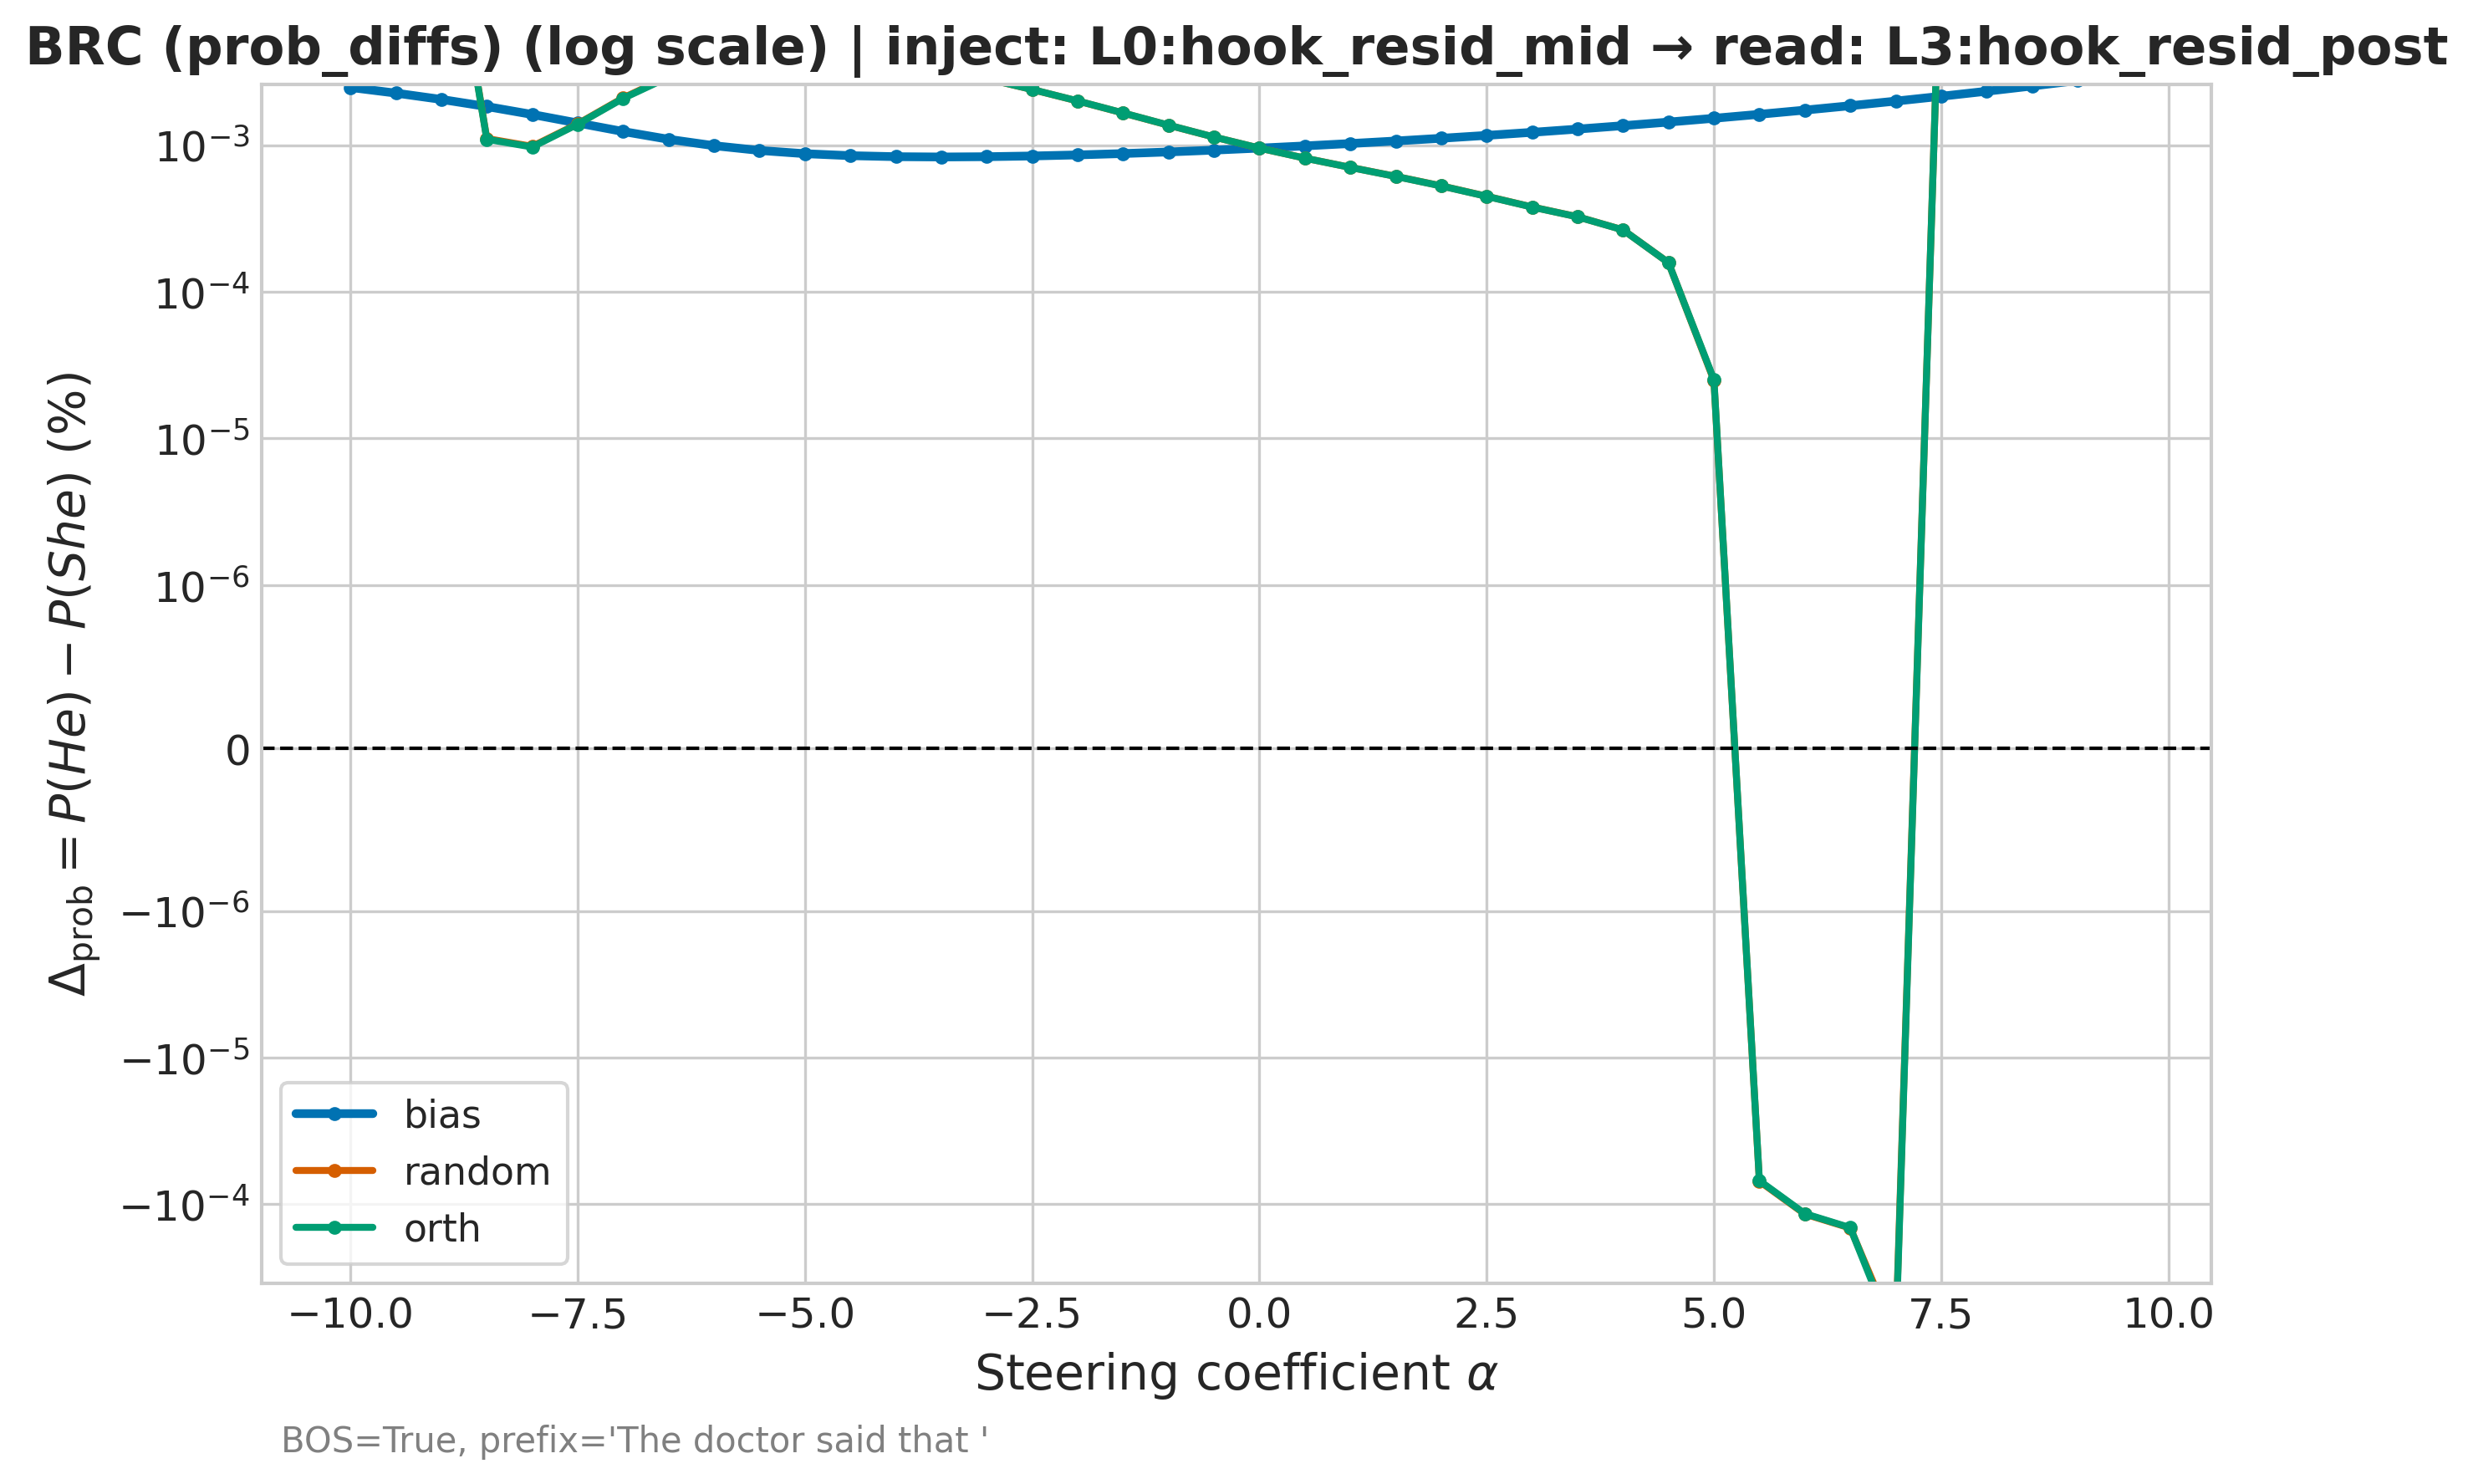 BRC (prob_diffs) (log scale) | inject: L0:hook_resid_mid → read: L3:hook_resid_post
Δprob = P(He) − P(She) (%)
10⁻³
10⁻⁴
10⁻⁵
10⁻⁶
0
−10⁻⁶
−10⁻⁵
−10⁻⁴
bias
random
orth
−10.0 −7.5 −5.0 −2.5 0.0 2.5 5.0 7.5 10.0
Steering coefficient α
BOS=True, prefix='The doctor said that '